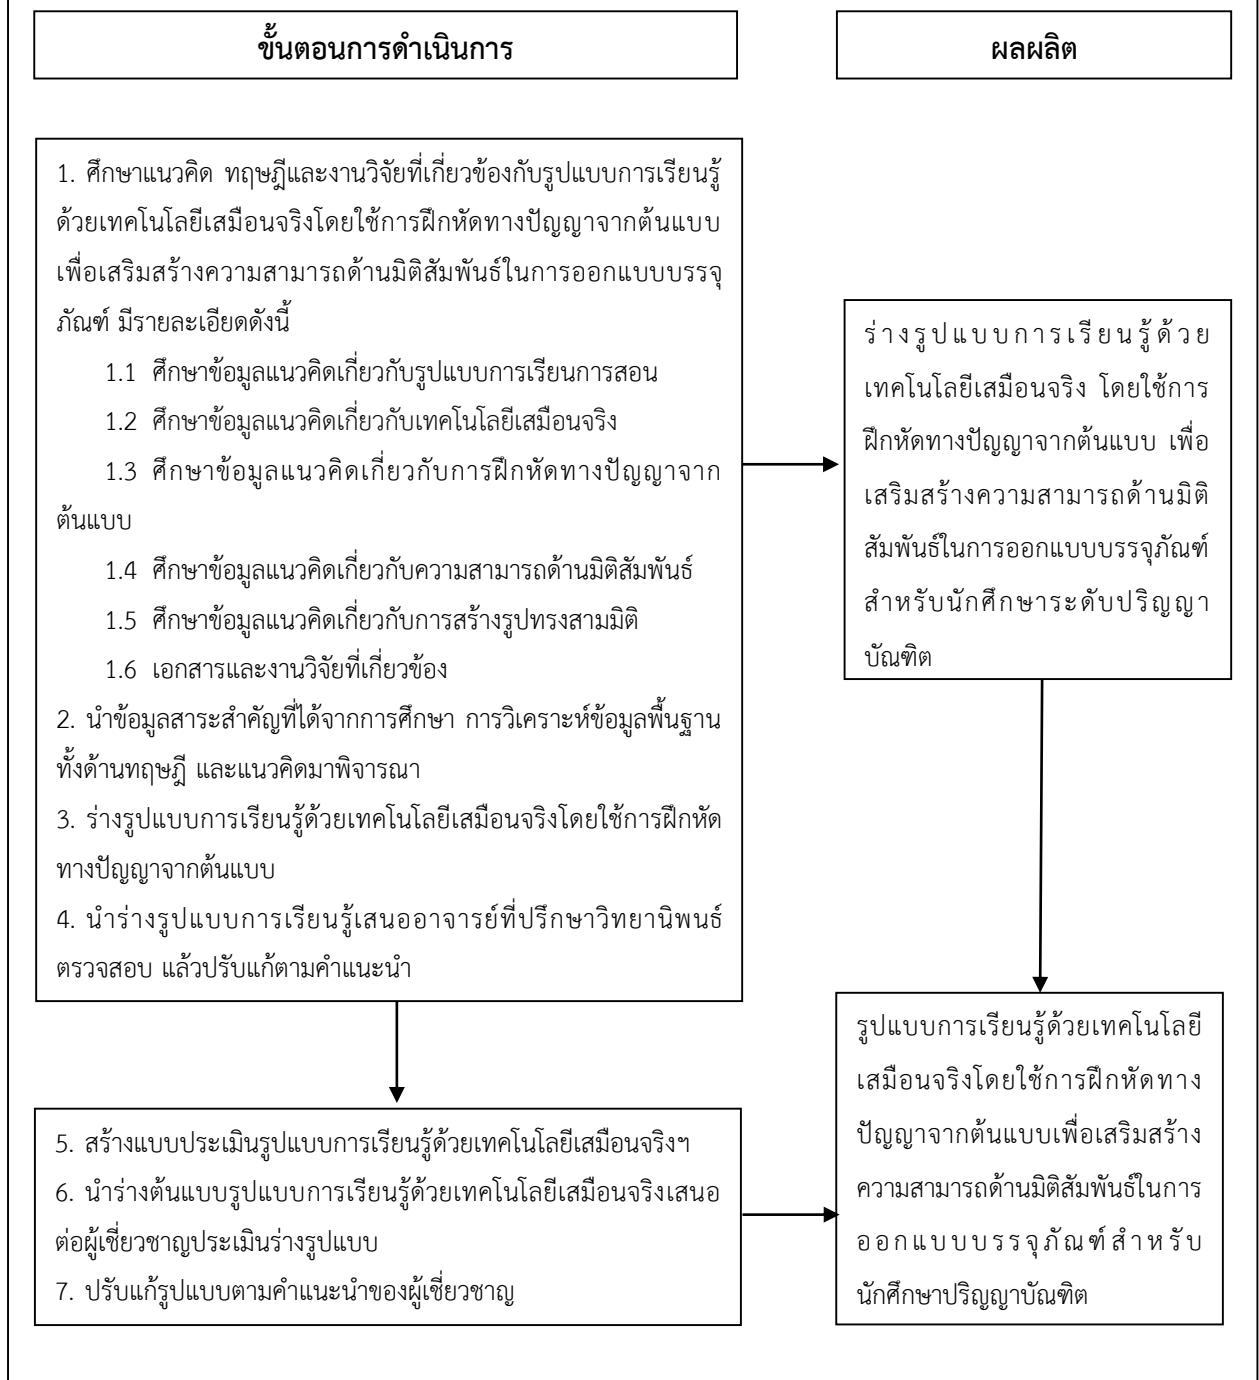 ขั้นตอนการดำเนินการ
ผลผลิต
1. ศึกษาแนวคิด ทฤษฎีและงานวิจัยที่เกี่ยวข้องกับรูปแบบการเรียนรู้
ด้วยเทคโนโลยีเสมือนจริงโดยใช้การฝึกหัดทางปัญญาจากต้นแบบ
เพื่อเสริมสร้างความสามารถด้านมิติสัมพันธ์ในการออกแบบบรรจุ
ภัณฑ์ มีรายละเอียดดังนี้
1.1 ศึกษาข้อมูลแนวคิดเกี่ยวกับรูปแบบการเรียนการสอน
1.2 ศึกษาข้อมูลแนวคิดเกี่ยวกับเทคโนโลยีเสมือนจริง
1.3 ศึกษาข้อมูลแนวคิดเกี่ยวกับการฝึกหัดทางปัญญาจาก
ต้นแบบ
1.4 ศึกษาข้อมูลแนวคิดเกี่ยวกับความสามารถด้านมิติสัมพันธ์
1.5 ศึกษาข้อมูลแนวคิดเกี่ยวกับการสร้างรูปทรงสามมิติ
1.6 เอกสารและงานวิจัยที่เกี่ยวข้อง
2. นำข้อมูลสาระสำคัญที่ได้จากการศึกษา การวิเคราะห์ข้อมูลพื้นฐาน
ทั้งด้านทฤษฎี และแนวคิดมาพิจารณา
3. ร่างรูปแบบการเรียนรู้ด้วยเทคโนโลยีเสมือนจริงโดยใช้การฝึกหัด
ทางปัญญาจากต้นแบบ
4. นำร่างรูปแบบการเรียนรู้เสนออาจารย์ที่ปรึกษาวิทยานิพนธ์
ตรวจสอบ แล้วปรับแก้ตามคำแนะนำ
ร่างรูปแบบการเรียนรู้ด้วย
เทคโนโลยีเสมือนจริง โดยใช้การ
ฝึกหัดทางปัญญาจากต้นแบบ เพื่อ
เสริมสร้างความสามารถด้านมิติ
สัมพันธ์ในการออกแบบบรรจุภัณฑ์
สำหรับนักศึกษาระดับปริญญา
บัณฑิต
5. สร้างแบบประเมินรูปแบบการเรียนรู้ด้วยเทคโนโลยีเสมือนจริงฯ
6. นำร่างต้นแบบรูปแบบการเรียนรู้ด้วยเทคโนโลยีเสมือนจริงเสนอ
ต่อผู้เชี่ยวชาญประเมินร่างรูปแบบ
7. ปรับแก้รูปแบบตามคำแนะนำของผู้เชี่ยวชาญ
รูปแบบการเรียนรู้ด้วยเทคโนโลยี
เสมือนจริงโดยใช้การฝึกหัดทาง
ปัญญาจากต้นแบบเพื่อเสริมสร้าง
ความสามารถด้านมิติสัมพันธ์ในการ
ออกแบบบรรจุภัณฑ์สำหรับ
นักศึกษาปริญญาบัณฑิต